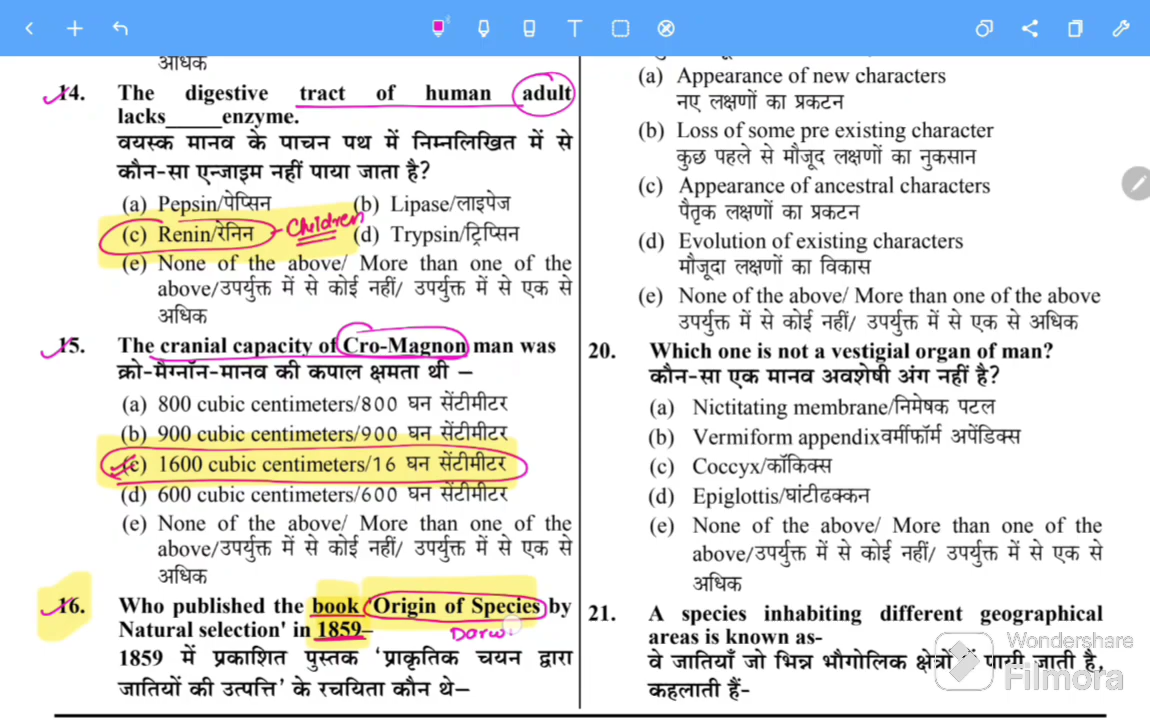 अधिक
14. The digestive tract of human adult
lacks_____enzyme.
वयस्क मानव के पाचन पथ में निम्नलिखित में से
कौन-सा एन्जाइम नहीं पाया जाता है?
(a) Pepsin/पेप्सिन (b) Lipase/लाइपेज
(c) Renin/रेनिन - Children (d) Trypsin/ट्रिप्सिन
(e) None of the above/ More than one of the
above/उपर्युक्त में से कोई नहीं/ उपर्युक्त में से एक से
अधिक
15. The cranial capacity of Cro-Magnon man was
क्रो-मैग्नॉन-मानव की कपाल क्षमता थी –
(a) 800 cubic centimeters/800 घन सेंटीमीटर
(b) 900 cubic centimeters/900 घन सेंटीमीटर
(c) 1600 cubic centimeters/16 घन सेंटीमीटर
(d) 600 cubic centimeters/600 घन सेंटीमीटर
(e) None of the above/ More than one of the
above/उपर्युक्त में से कोई नहीं/ उपर्युक्त में से एक से
अधिक
16. Who published the book 'Origin of Species by
Natural selection' in 1859–
Darw
1859 में प्रकाशित पुस्तक 'प्राकृतिक चयन द्वारा
जातियों की उत्पत्ति' के रचयिता कौन थे–
(a) Appearance of new characters
नए लक्षणों का प्रकटन
(b) Loss of some pre existing character
कुछ पहले से मौजूद लक्षणों का नुकसान
(c) Appearance of ancestral characters
पैतृक लक्षणों का प्रकटन
(d) Evolution of existing characters
मौजूदा लक्षणों का विकास
(e) None of the above/ More than one of the above
उपर्युक्त में से कोई नहीं/ उपर्युक्त में से एक से अधिक
20. Which one is not a vestigial organ of man?
कौन-सा एक मानव अवशेषी अंग नहीं है?
(a) Nictitating membrane/निमेषक पटल
(b) Vermiform appendixवर्मीफॉर्म अपेंडिक्स
(c) Coccyx/कॉकिक्स
(d) Epiglottis/घांटीढक्कन
(e) None of the above/ More than one of the
above/उपर्युक्त में से कोई नहीं/ उपर्युक्त में से एक से
अधिक
21. A species inhabiting different geographical
areas is known as-
वे जातियाँ जो भिन्न भौगोलिक क्षेत्रों में पायी जाती है,
कहलाती हैं-
Wondershare
Filmora